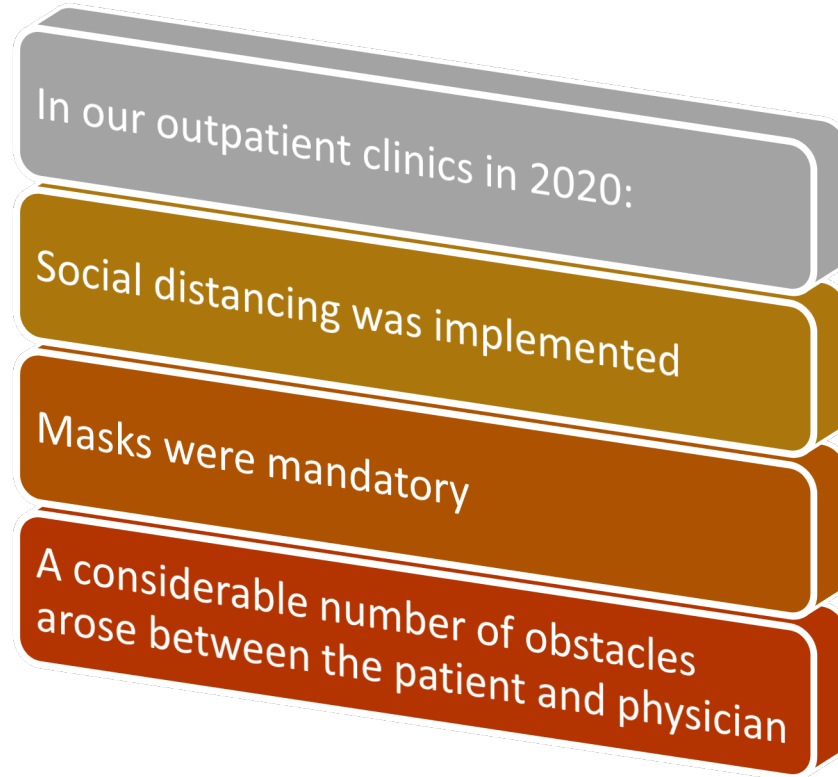 In our outpatient clinics in 2020:
Social distancing was implemented
Masks were mandatory
A considerable number of obstacles
arose between the patient and physician